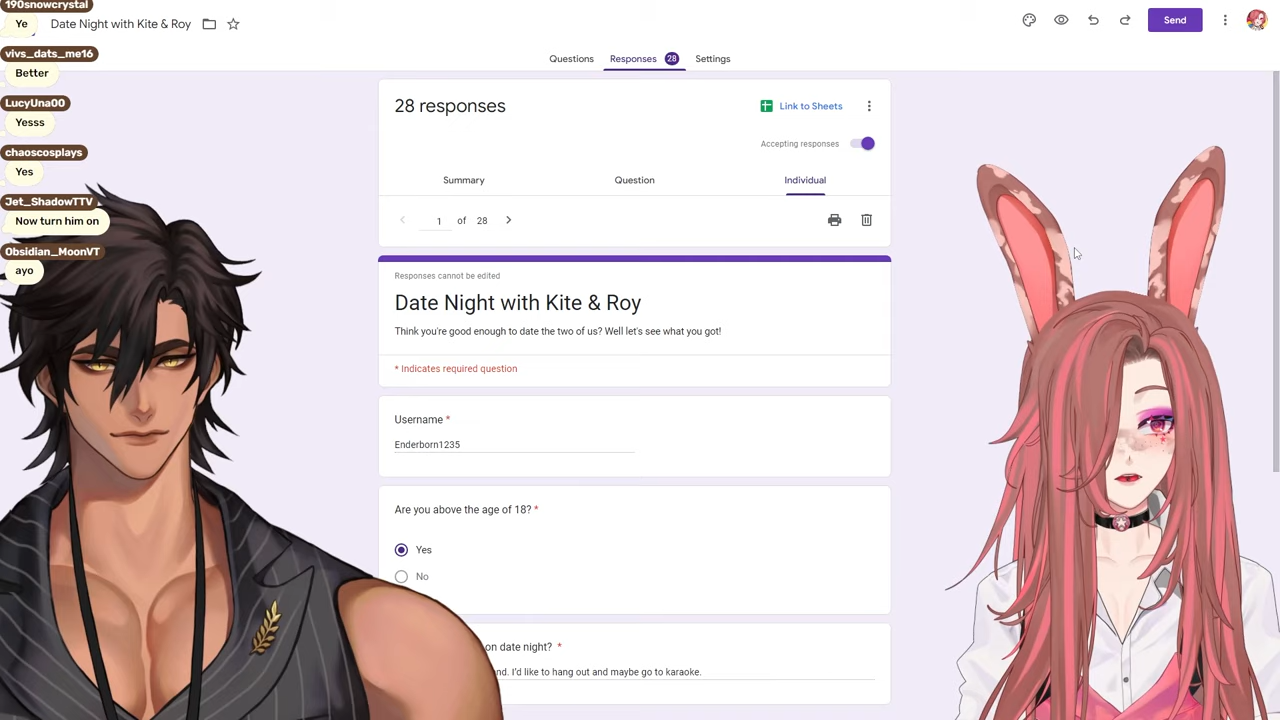 190snowcrystal
Ye
vivs_dats_me16
Better
LucyUna00
Yesss
chaoscosplays
Yes
Jet_ShadowTTV
Now turn him on
Obsidian_MoonVT
ayo
Date Night with Kite & Roy
Send
Questions
Responses 28
Settings
28 responses
Link to Sheets
Accepting responses
Summary
Question
Individual
1 of 28
Responses cannot be edited
Date Night with Kite & Roy
Think you're good enough to date the two of us? Well let's see what you got!
* Indicates required question
Username *
Enderborn1235
Are you above the age of 18? *
Yes
No
on date night? *
I'd like to hang out and maybe go to karaoke.